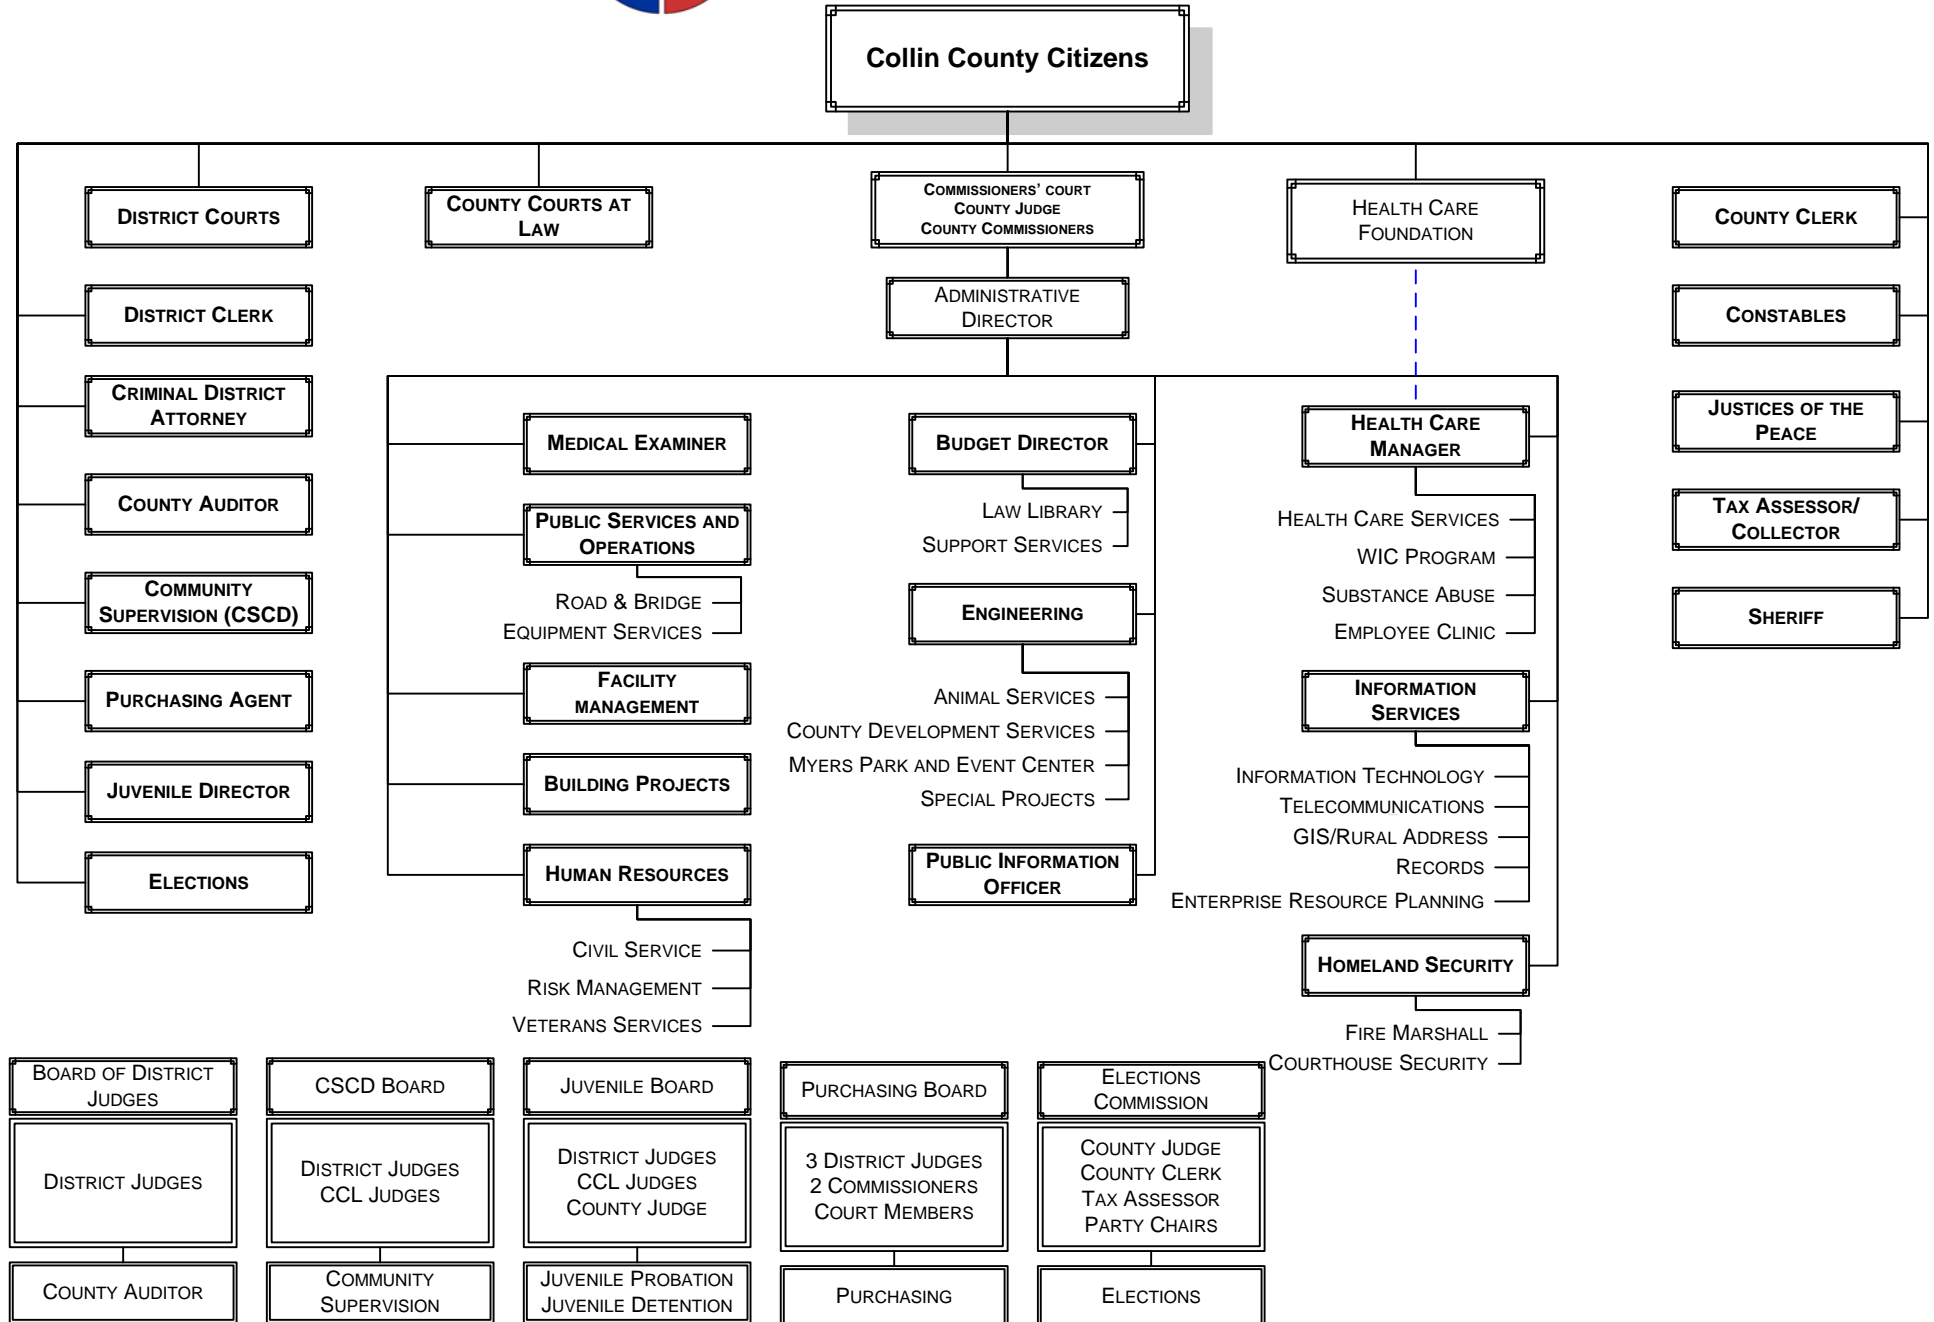 Collin County Citizens
DISTRICT COURTS
COUNTY COURTS AT
LAW
COMMISSIONERS' COURT
COUNTY JUDGE
COUNTY COMMISSIONERS
HEALTH CARE
FOUNDATION
COUNTY CLERK
DISTRICT CLERK
ADMINISTRATIVE
DIRECTOR
CONSTABLES
CRIMINAL DISTRICT
ATTORNEY
MEDICAL EXAMINER
BUDGET DIRECTOR
LAW LIBRARY
SUPPORT SERVICES
HEALTH CARE
MANAGER
HEALTH CARE SERVICES
WIC PROGRAM
SUBSTANCE ABUSE
EMPLOYEE CLINIC
JUSTICES OF THE
PEACE
COUNTY AUDITOR
PUBLIC SERVICES AND
OPERATIONS
ROAD & BRIDGE
EQUIPMENT SERVICES
TAX ASSESSOR/
COLLECTOR
COMMUNITY
SUPERVISION (CSCD)
ENGINEERING
ANIMAL SERVICES
COUNTY DEVELOPMENT SERVICES
MYERS PARK AND EVENT CENTER
SPECIAL PROJECTS
SHERIFF
PURCHASING AGENT
FACILITY
MANAGEMENT
INFORMATION
SERVICES
INFORMATION TECHNOLOGY
TELECOMMUNICATIONS
GIS/RURAL ADDRESS
RECORDS
ENTERPRISE RESOURCE PLANNING
JUVENILE DIRECTOR
BUILDING PROJECTS
ELECTIONS
HUMAN RESOURCES
CIVIL SERVICE
RISK MANAGEMENT
VETERANS SERVICES
PUBLIC INFORMATION
OFFICER
HOMELAND SECURITY
FIRE MARSHALL
COURTHOUSE SECURITY
BOARD OF DISTRICT
JUDGES
DISTRICT JUDGES
COUNTY AUDITOR
CSCD BOARD
DISTRICT JUDGES
CCL JUDGES
COMMUNITY
SUPERVISION
JUVENILE BOARD
DISTRICT JUDGES
CCL JUDGES
COUNTY JUDGE
JUVENILE PROBATION
JUVENILE DETENTION
PURCHASING BOARD
3 DISTRICT JUDGES
2 COMMISSIONERS
COURT MEMBERS
PURCHASING
ELECTIONS
COMMISSION
COUNTY JUDGE
COUNTY CLERK
TAX ASSESSOR
PARTY CHAIRS
ELECTIONS